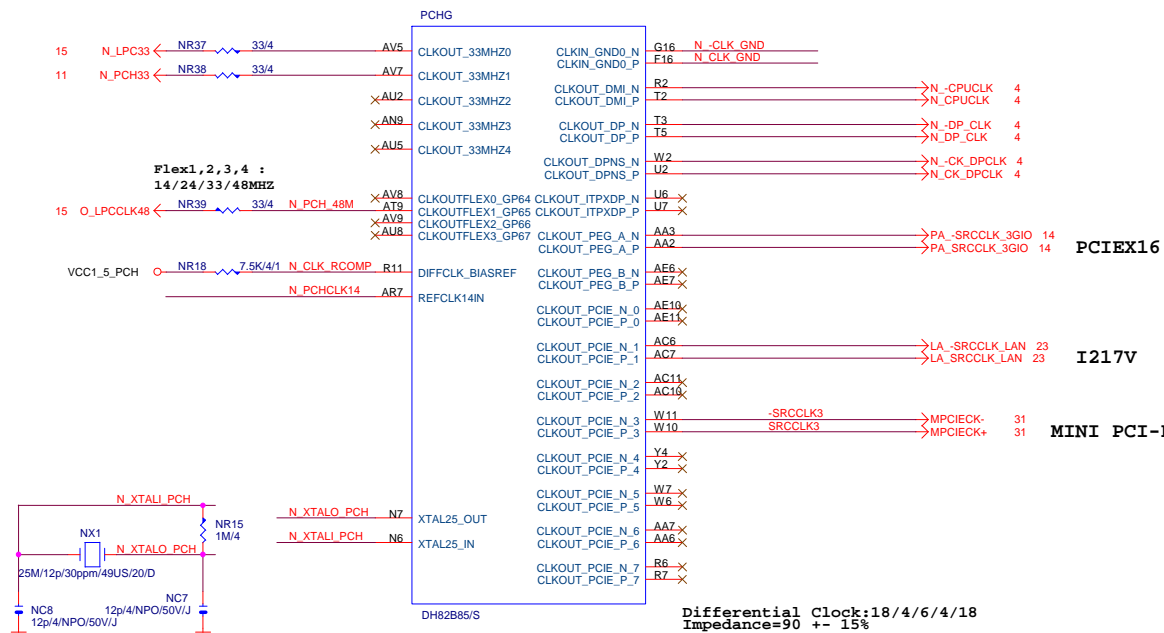 PCHG
15 N_LPC33 NR37 33/4 AV5 CLKOUT_33MHZ0
11 N_PCH33 NR38 33/4 AV7 CLKOUT_33MHZ1
AU2 CLKOUT_33MHZ2
AN9 CLKOUT_33MHZ3
AU5 CLKOUT_33MHZ4
Flex1,2,3,4 :
14/24/33/48MHZ
AV8 CLKOUTFLEX0_GP64
15 O_LPCCLK48 NR39 33/4 N_PCH_48M AT9 CLKOUTFLEX1_GP65
AV9 CLKOUTFLEX2_GP66
AU8 CLKOUTFLEX3_GP67
VCC1_5_PCH NR18 7.5K/4/1 N_CLK_RCOMP R11 DIFFCLK_BIASREF
N_PCHCLK14 AR7 REFCLK14IN
N_XTALO_PCH N7 XTAL25_OUT
N_XTALI_PCH N6 XTAL25_IN
CLKIN_GND0_N G16 N_-CLK_GND
CLKIN_GND0_P F16 N_CLK_GND
CLKOUT_DMI_N R2 N_-CPUCLK 4
CLKOUT_DMI_P T2 N_CPUCLK 4
CLKOUT_DP_N T3 N_-DP_CLK 4
CLKOUT_DP_P T5 N_DP_CLK 4
CLKOUT_DPNS_N W2 N_-CK_DPCLK 4
CLKOUT_DPNS_P U2 N_CK_DPCLK 4
CLKOUT_ITPXDP_N U6
CLKOUT_ITPXDP_P U7
CLKOUT_PEG_A_N AA3 PA_-SRCCLK_3GIO 14
CLKOUT_PEG_A_P AA2 PA_SRCCLK_3GIO 14
PCIEX16
CLKOUT_PEG_B_N AE6
CLKOUT_PEG_B_P AE7
CLKOUT_PCIE_N_0 AE10
CLKOUT_PCIE_P_0 AE11
CLKOUT_PCIE_N_1 AC6 LA_-SRCCLK_LAN 23
CLKOUT_PCIE_P_1 AC7 LA_SRCCLK_LAN 23
I217V
CLKOUT_PCIE_N_2 AC11
CLKOUT_PCIE_P_2 AC10
CLKOUT_PCIE_N_3 W11 -SRCCLK3 MPCIECK- 31
CLKOUT_PCIE_P_3 W10 SRCCLK3 MPCIECK+ 31
MINI PCI-
CLKOUT_PCIE_N_4 Y4
CLKOUT_PCIE_P_4 Y2
CLKOUT_PCIE_N_5 W7
CLKOUT_PCIE_P_5 W6
CLKOUT_PCIE_N_6 AA7
CLKOUT_PCIE_P_6 AA6
CLKOUT_PCIE_N_7 R6
CLKOUT_PCIE_P_7 R7
N_XTALI_PCH
NR15
1M/4
NX1
N_XTALO_PCH
25M/12p/30ppm/49US/20/D
NC8
12p/4/NPO/50V/J
NC7
12p/4/NPO/50V/J
DH82B85/S
Differential Clock:18/4/6/4/18
Impedance=90 +- 15%